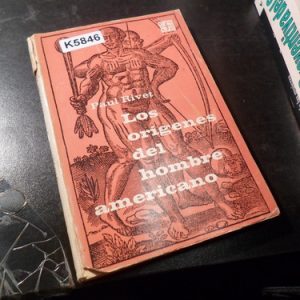 K5846
Paul Rivet
Los
orígenes
del
hombre
americano